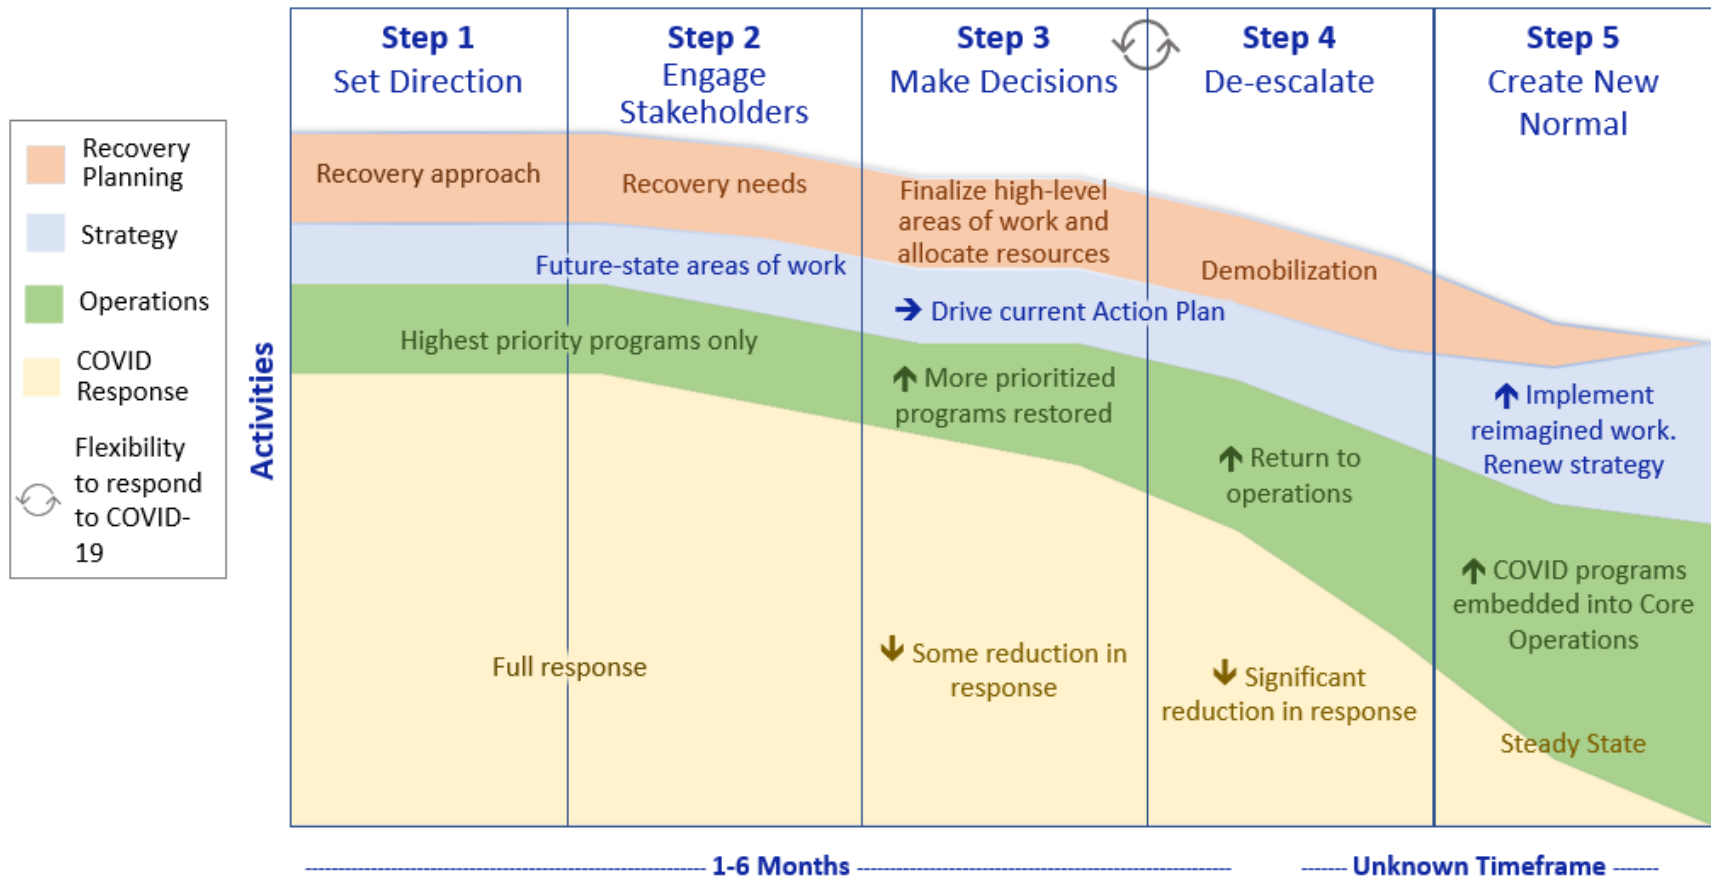 Step 1
Set Direction
Step 2
Engage
Stakeholders
Step 3
Make Decisions
Step 4
De-escalate
Step 5
Create New
Normal
Recovery
Planning
Strategy
Operations
COVID
Response
Flexibility
to respond
to COVID-
19
Activities
Recovery approach
Recovery needs
Finalize high-level
areas of work and
allocate resources
Demobilization
Future-state areas of work
→ Drive current Action Plan
↑ Implement
reimagined work.
Renew strategy
Highest priority programs only
↑ More prioritized
programs restored
↑ Return to
operations
↑ COVID programs
embedded into Core
Operations
Full response
↓ Some reduction in
response
↓ Significant
reduction in response
Steady State
1-6 Months
Unknown Timeframe